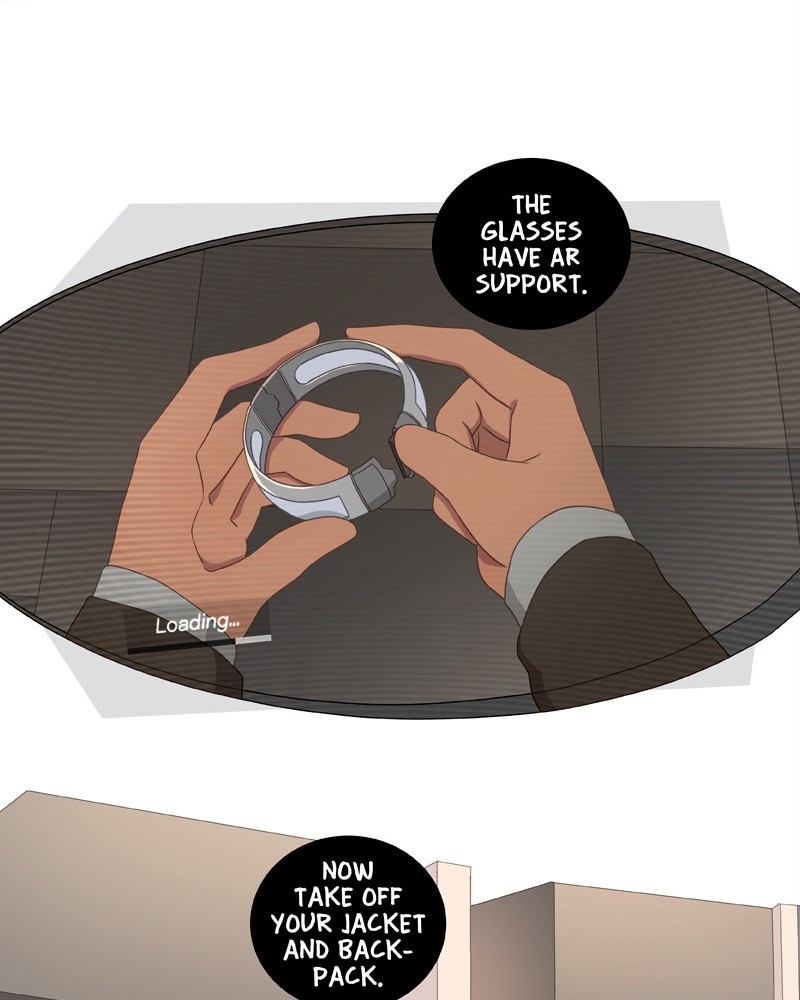 THE
GLASSES
HAVE AR
SUPPORT.
Loading...
NOW
TAKE OFF
YOUR JACKET
AND BACK-
PACK.